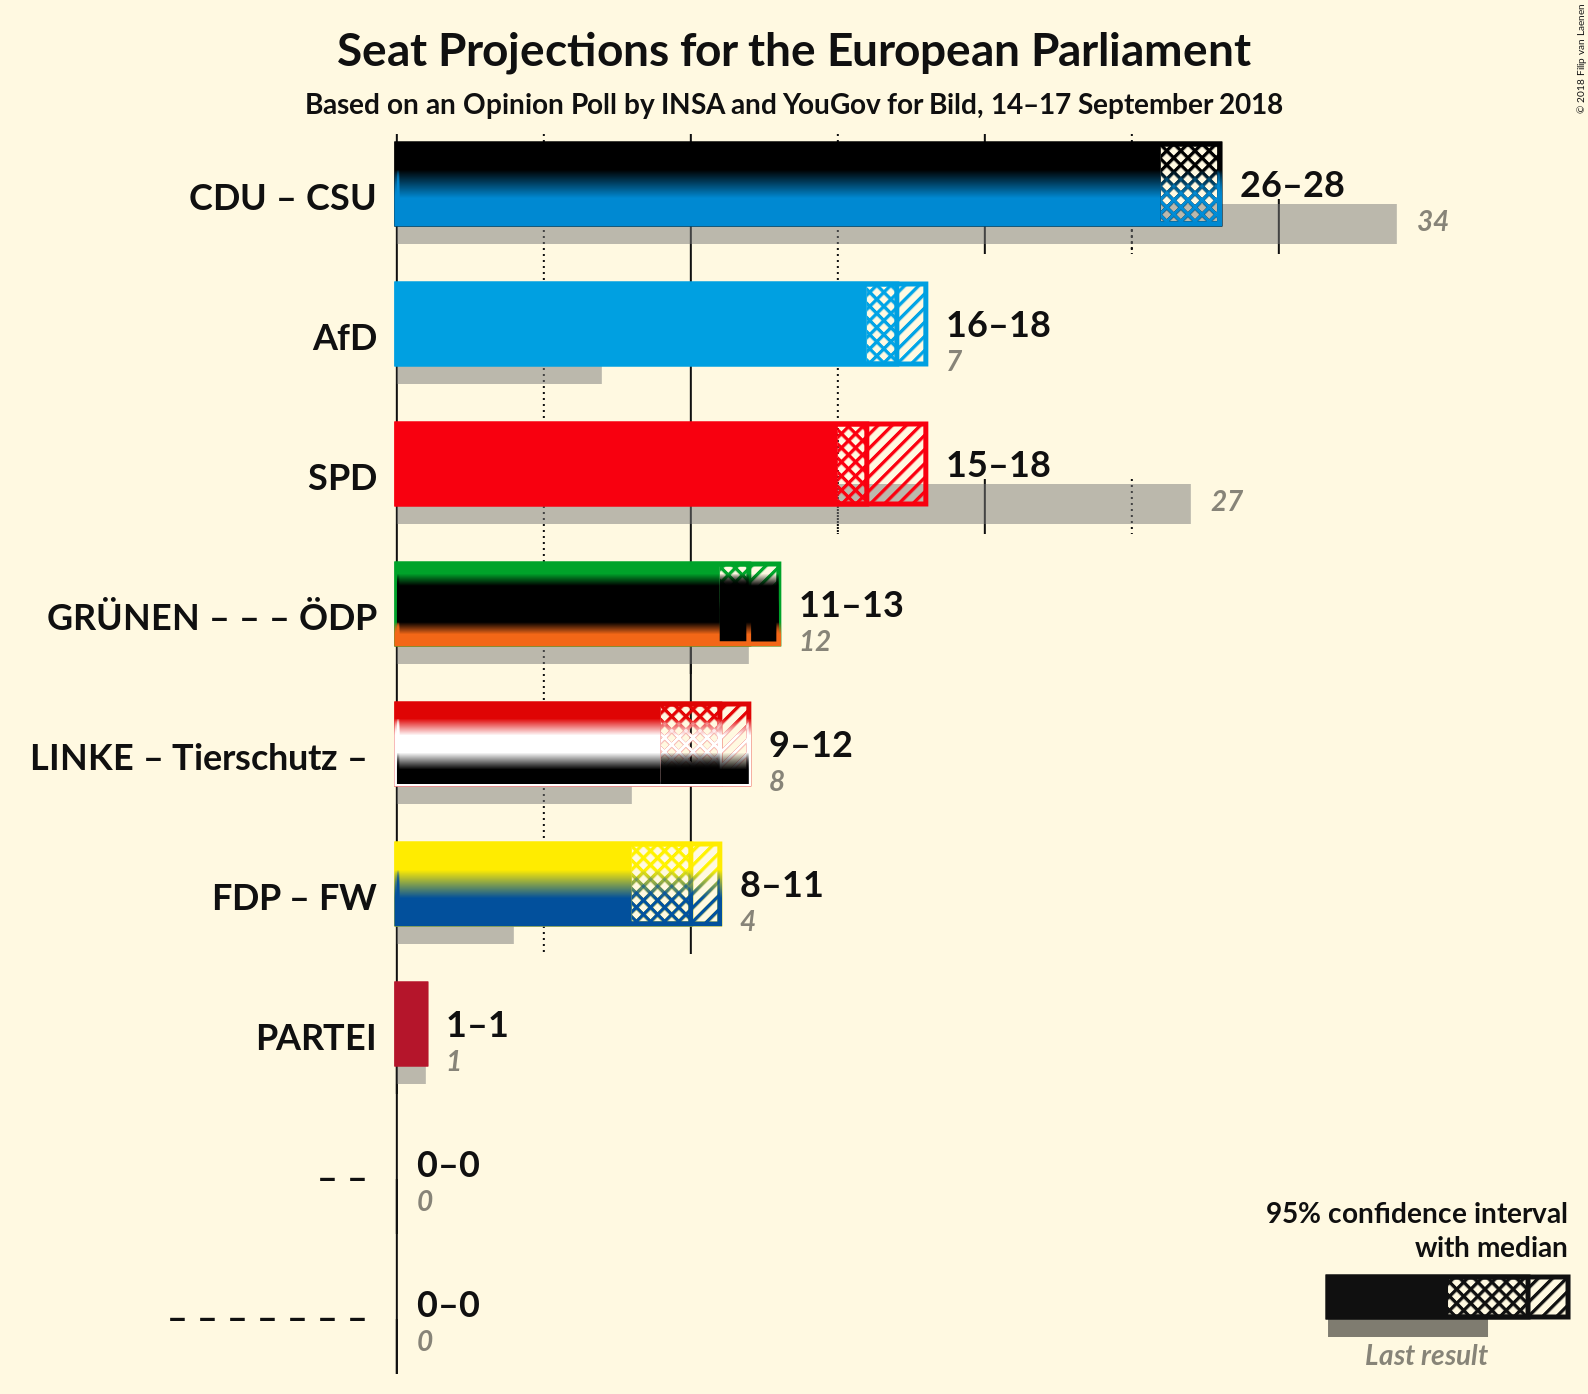 Seat Projections for the European Parliament
Based on an Opinion Poll by INSA and YouGov for Bild, 14–17 September 2018
© 2018 Filip van Laenen
CDU – CSU
26–28
34
AfD
16–18
7
SPD
15–18
27
GRÜNEN – – – ÖDP
11–13
12
LINKE – Tierschutz –
9–12
8
FDP – FW
8–11
4
PARTEI
1–1
1
– –
0–0
0
– – – – – – –
0–0
0
95% confidence interval
with median
Last result